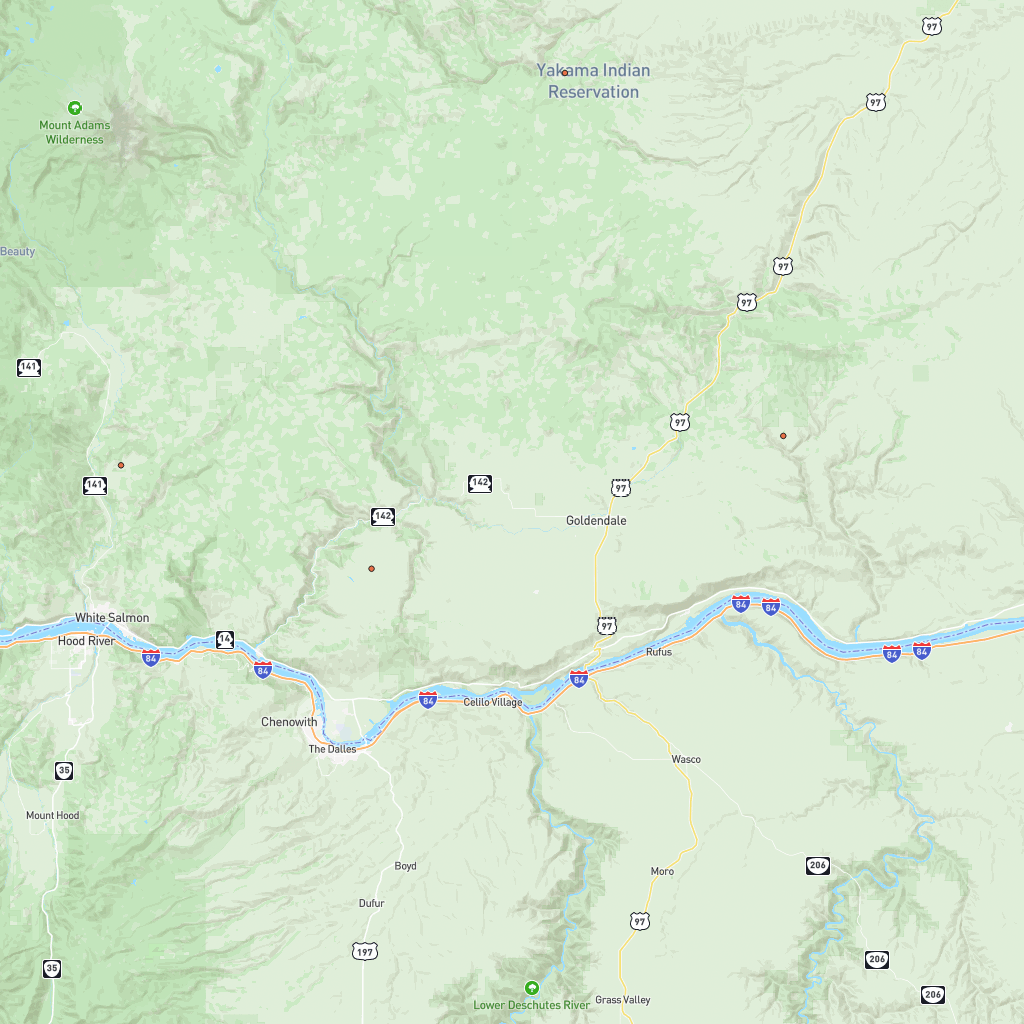 97
Yakama Indian
Reservation
97
Mount Adams
Wilderness
Beauty
97
97
141
97
142
141
97
142
Goldendale
84
84
White Salmon
97
14
Hood River
84
84
84
Rufus
84
84
84
Celilo Village
Chenowith
The Dalles
Wasco
35
Mount Hood
Boyd
206
Moro
Dufur
97
197
206
35
206
Grass Valley
Lower Deschutes River